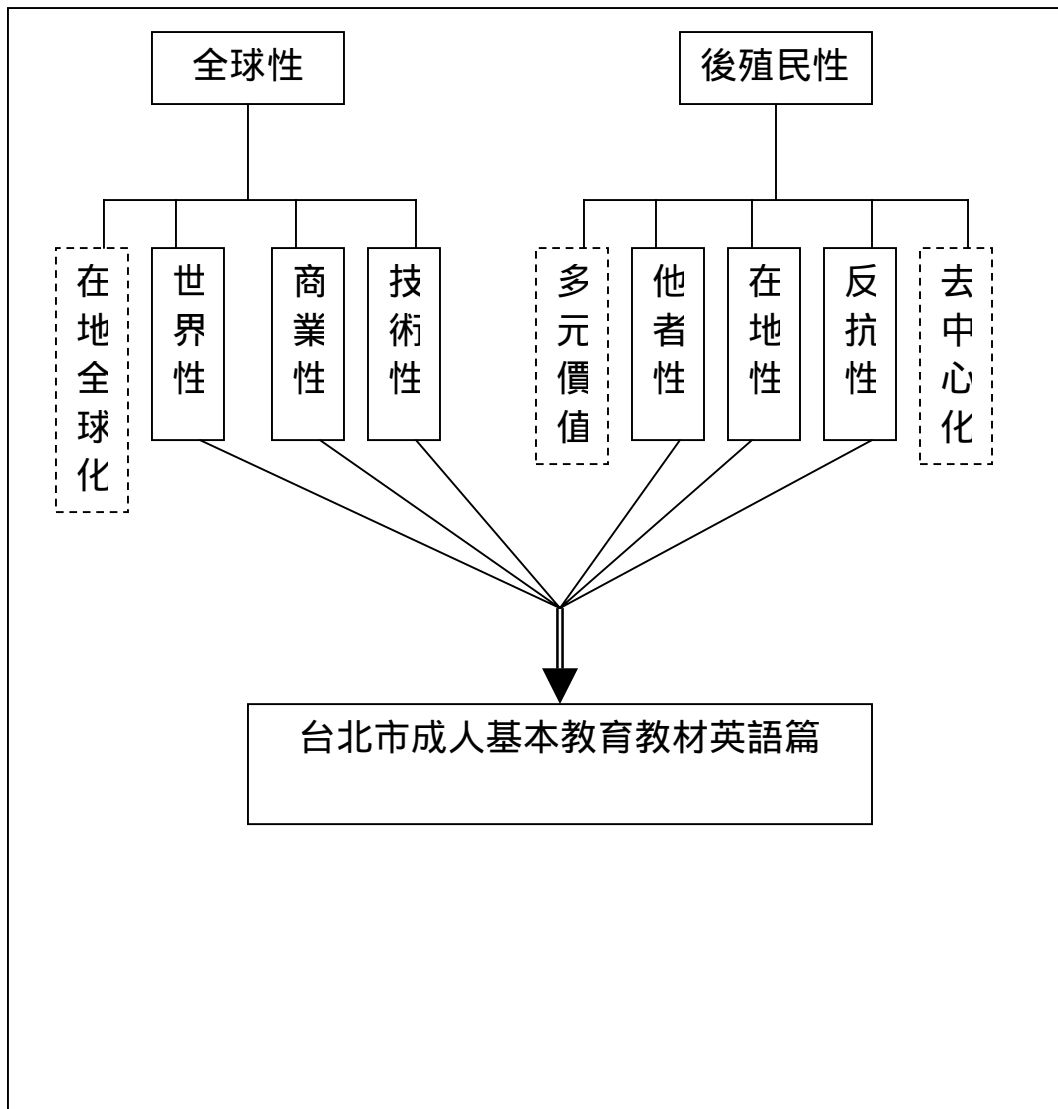 全球性
後殖民性
在地全球化
世界性
商業性
技術性
多元價值
他者性
在地性
反抗性
去中心化
台北市成人基本教育教材英語篇